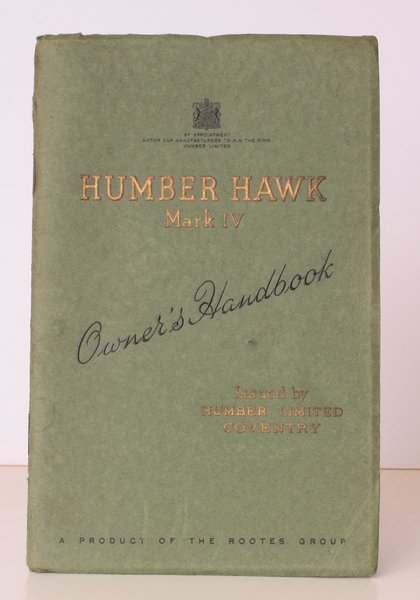 BY APPOINTMENT
MOTOR CAR MANUFACTURERS TO H.M. THE KING
HUMBER LIMITED
HUMBER HAWK
Mark IV
Owner's Handbook
Issued by
HUMBER LIMITED
COVENTRY
A PRODUCT OF THE ROOTES GROUP